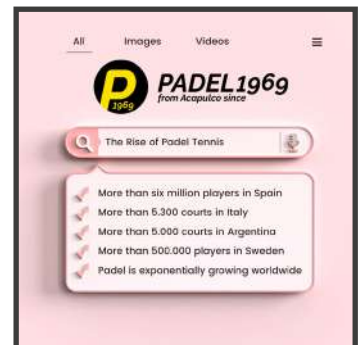 All Images Videos
P
1969
PADEL1969
from Acapulco since
The Rise of Padel Tennis
More than six million players in Spain
More than 5.300 courts in Italy
More than 5.000 courts in Argentina
More than 500.000 players in Sweden
Padel is exponentially growing worldwide